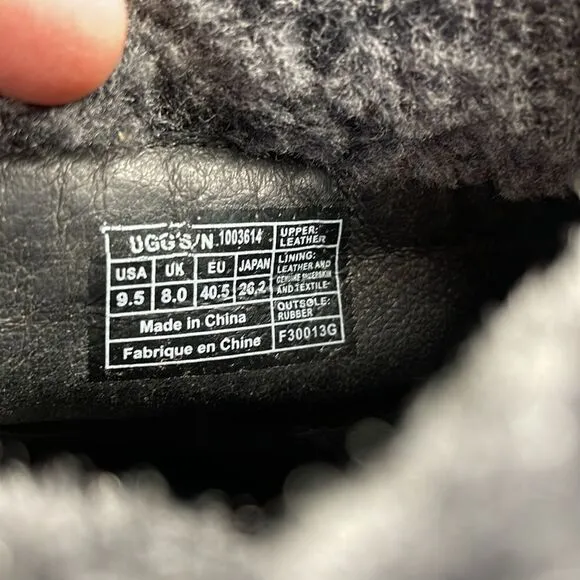 UGG S/N 1003614
USA UK EU JAPAN
9.5 8.0 40.5 26.2
Made in China
Fabrique en Chine
UPPER:
LEATHER
LINING:
LEATHER AND
GENUINE SHEEPSKIN
AND TEXTILE
OUTSOLE:
RUBBER
F30013G